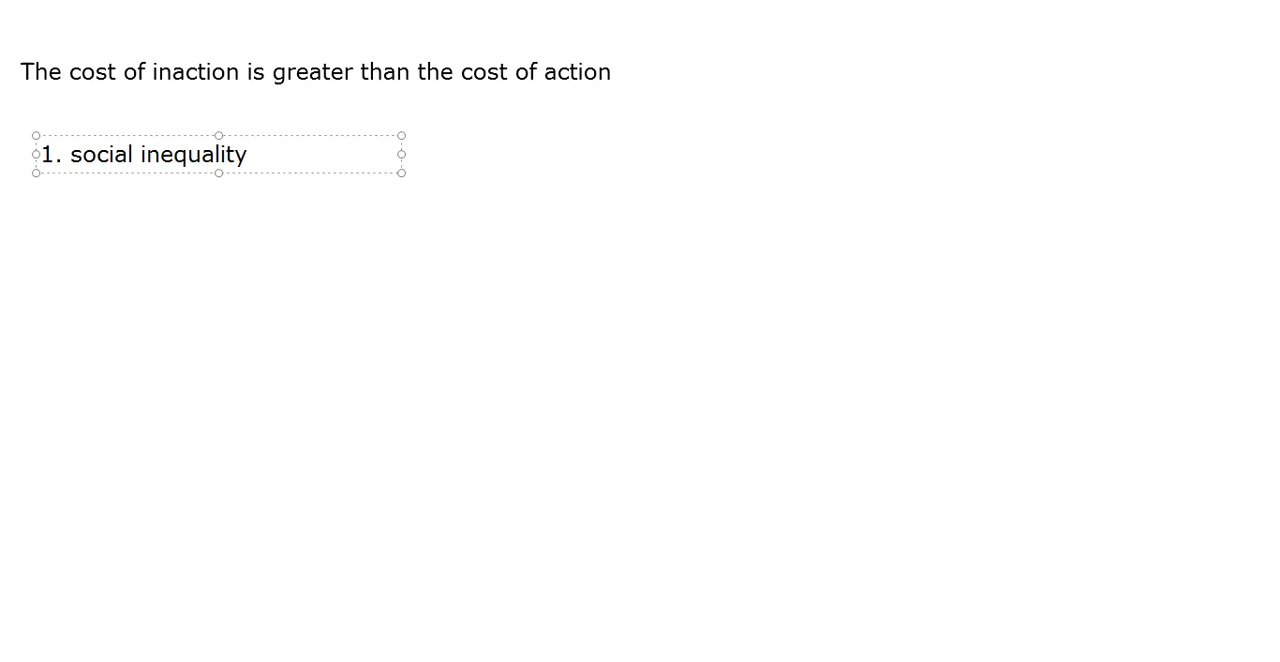 The cost of inaction is greater than the cost of action
1. social inequality